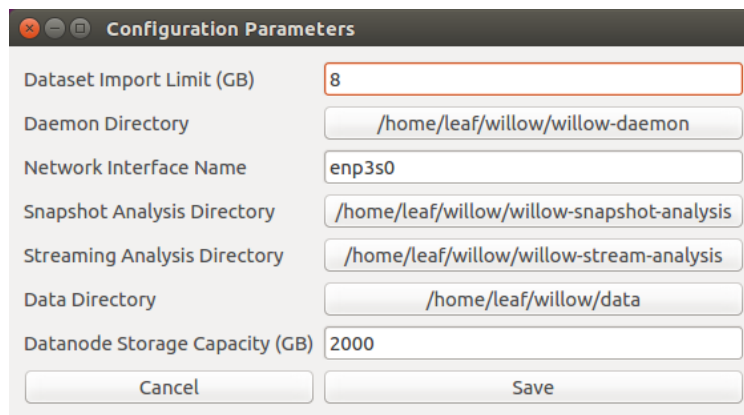 Configuration Parameters
Dataset Import Limit (GB) 8
Daemon Directory /home/leaf/willow/willow-daemon
Network Interface Name enp3s0
Snapshot Analysis Directory /home/leaf/willow/willow-snapshot-analysis
Streaming Analysis Directory /home/leaf/willow/willow-stream-analysis
Data Directory /home/leaf/willow/data
Datanode Storage Capacity (GB) 2000
Cancel Save